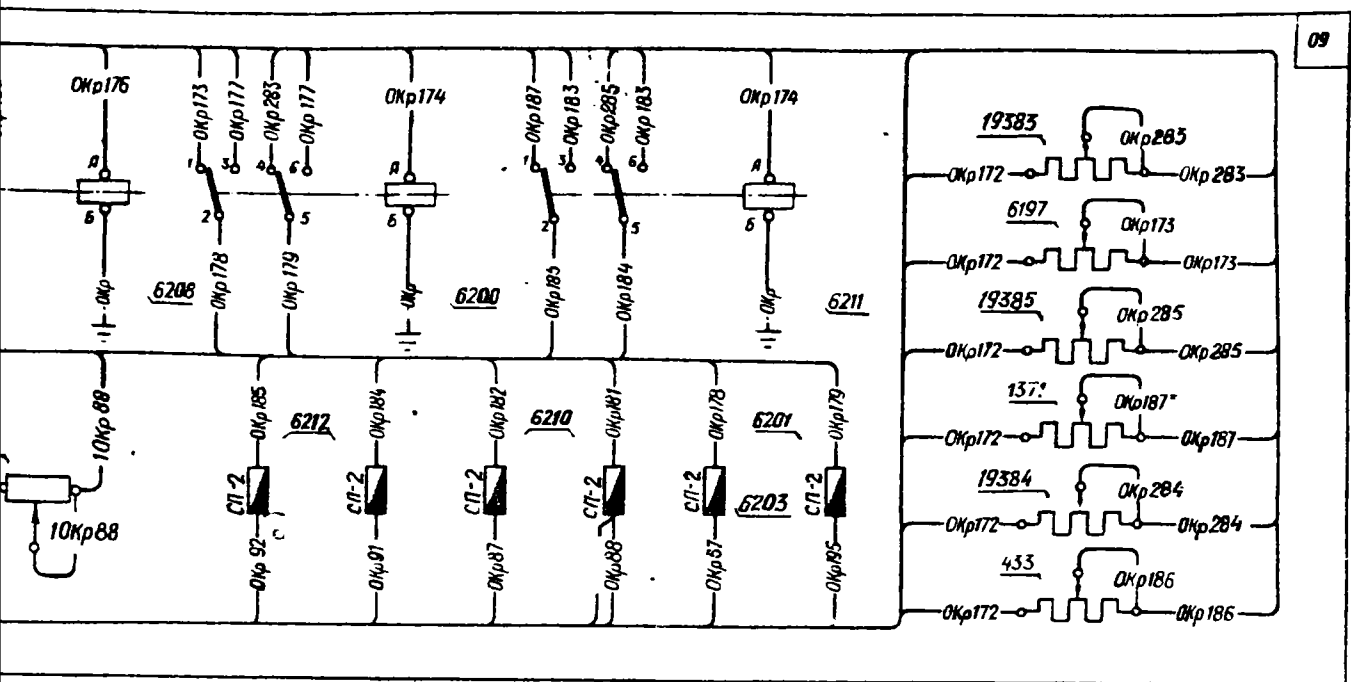 09
ОКр176
ОКр173
ОКр177
ОКр283
ОКр177
ОКр174
ОКр187
ОКр183
ОКр285
ОКр183
ОКр174
А
1
3
4
6
А
1
3
4
6
А
Б
2
5
Б
2
5
Б
ОКр
ОКр178
ОКр179
ОКр
ОКр185
ОКр184
ОКр
6208
6200
6211
19383
ОКр283
ОКр172
ОКр283
6197
ОКр173
ОКр172
ОКр173
19385
ОКр285
ОКр172
ОКр285
ОКр187
ОКр172
ОКр187
19384
ОКр284
ОКр172
ОКр284
433
ОКр186
ОКр172
ОКр186
10Кр88
10Кр88
ОКр185
ОКр184
ОКр182
ОКр181
ОКр178
ОКр179
6212
6210
6201
6203
СП-2
СП-2
СП-2
СП-2
СП-2
СП-2
ОКр92
ОКр91
ОКр87
ОКр88
ОКр67
ОКр195